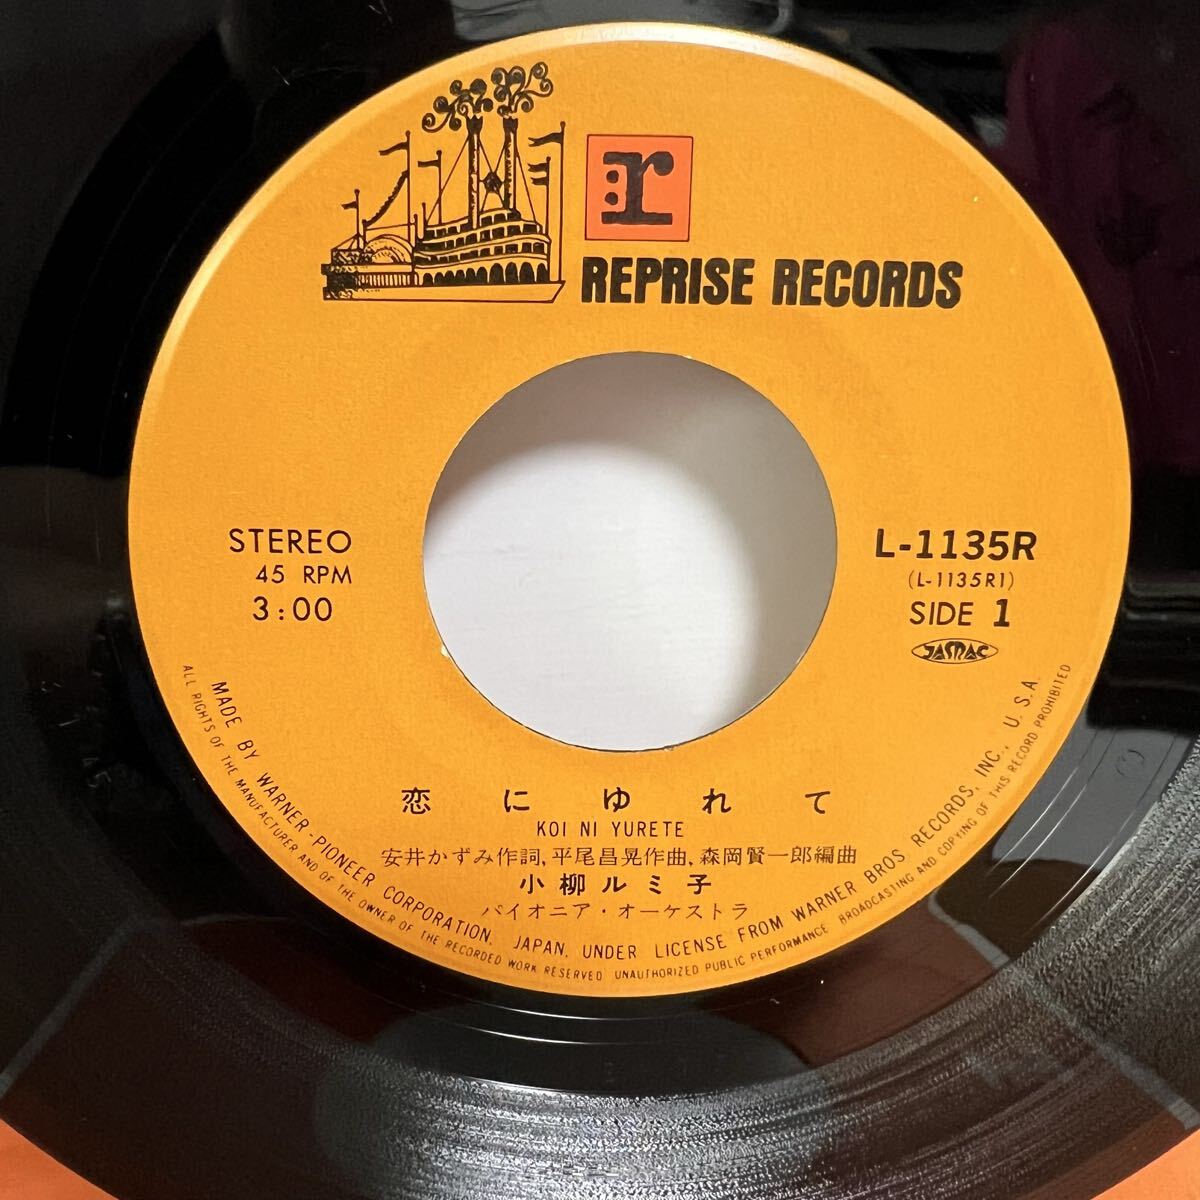 r
REPRISE RECORDS
STEREO
45 RPM
3:00
L-1135R
(L-1135R1)
SIDE 1
JASRAC
恋にゆれて
KOI NI YURETE
安井かずみ作詞,平尾昌晃作曲,森岡賢一郎編曲
小柳ルミ子
パイオニア・オーケストラ
MADE BY WARNER-PIONEER CORPORATION, JAPAN, UNDER LICENSE FROM WARNER BROS RECORDS, INC., U.S.A.
ALL RIGHTS OF THE MANUFACTURER AND OF THE OWNER OF THE RECORDED WORK RESERVED UNAUTHORIZED PUBLIC PERFORMANCE BROADCASTING AND COPYING OF THIS RECORD PROHIBITED